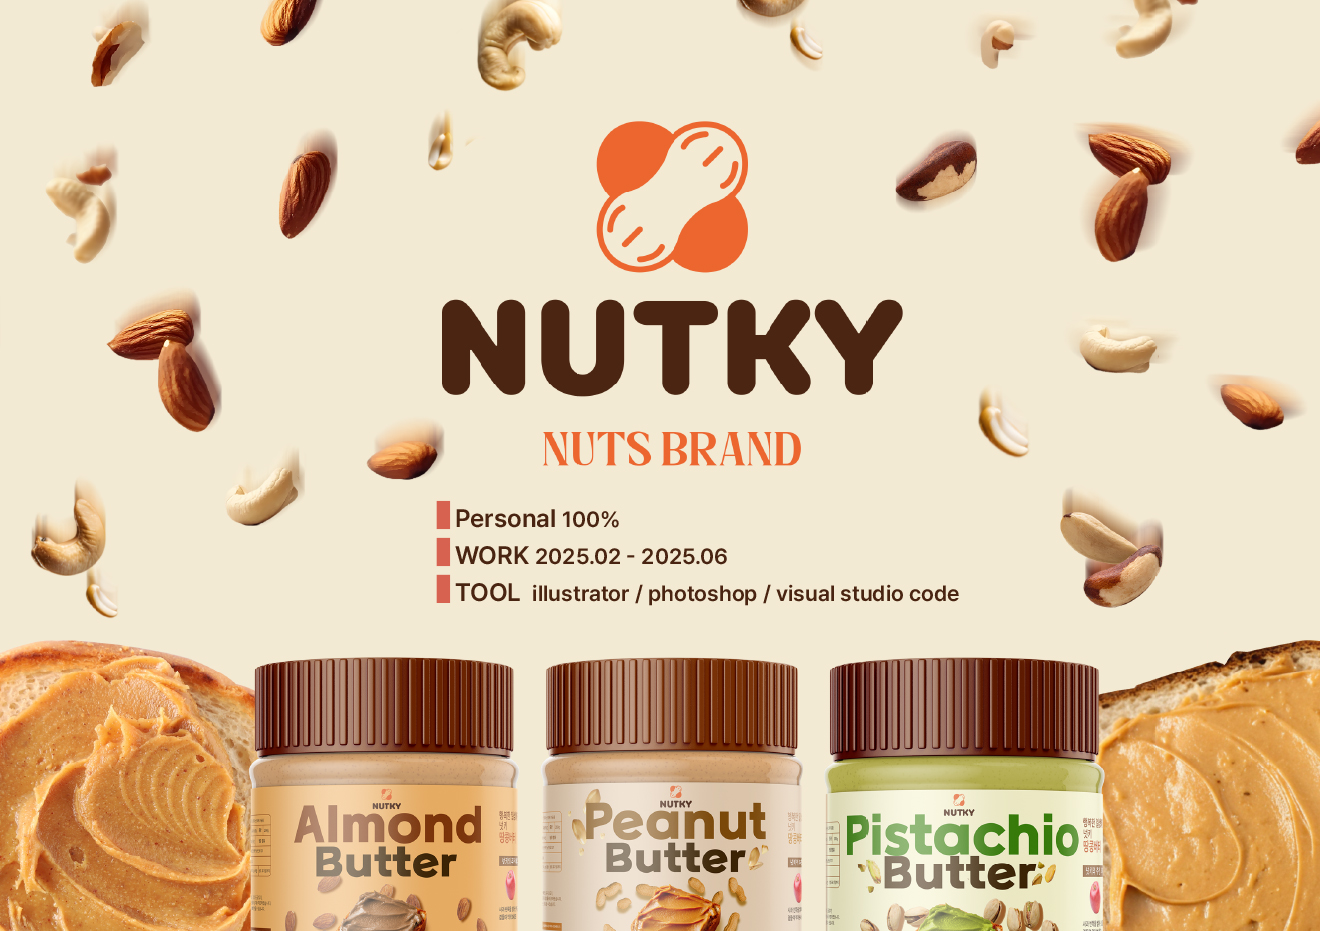 NUTKY
NUTS BRAND
Personal 100%
WORK 2025.02 - 2025.06
TOOL illustrator / photoshop / visual studio code
NUTKY
Almond
Butter
NUTKY
Peanut
Butter
NUTKY
Pistachio
Butter